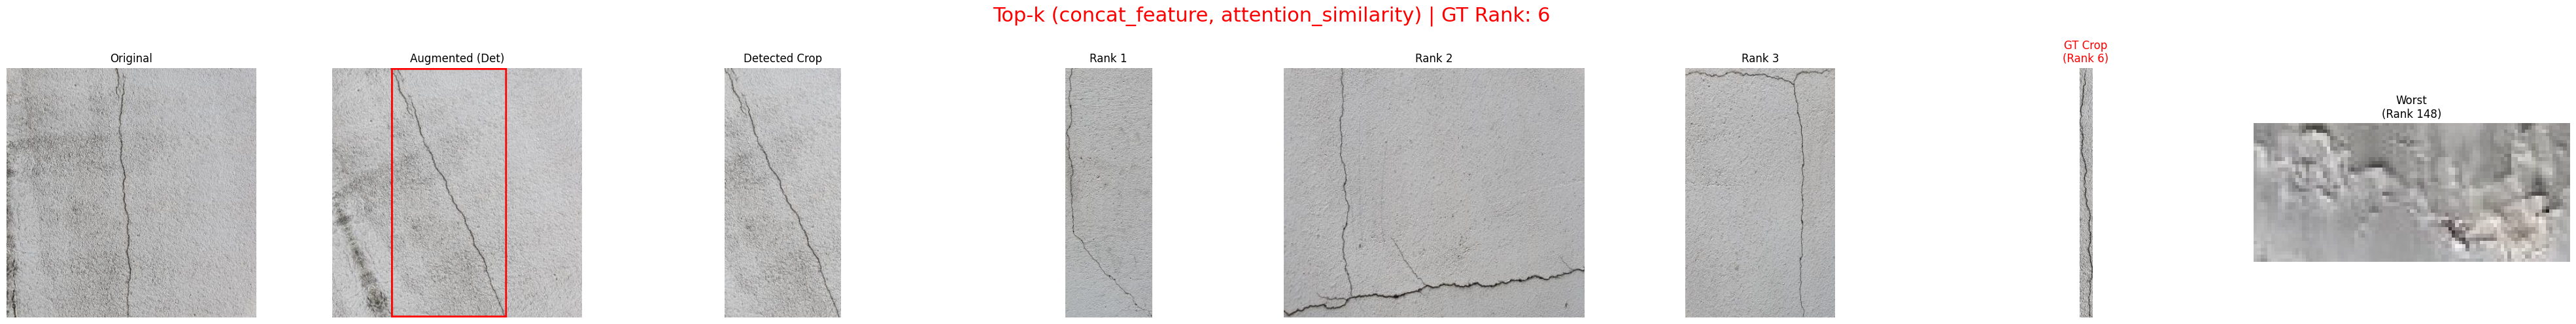 Top-k (concat_feature, attention_similarity) | GT Rank: 6
Original
Augmented (Det)
Detected Crop
Rank 1
Rank 2
Rank 3
GT Crop
(Rank 6)
Worst
(Rank 148)